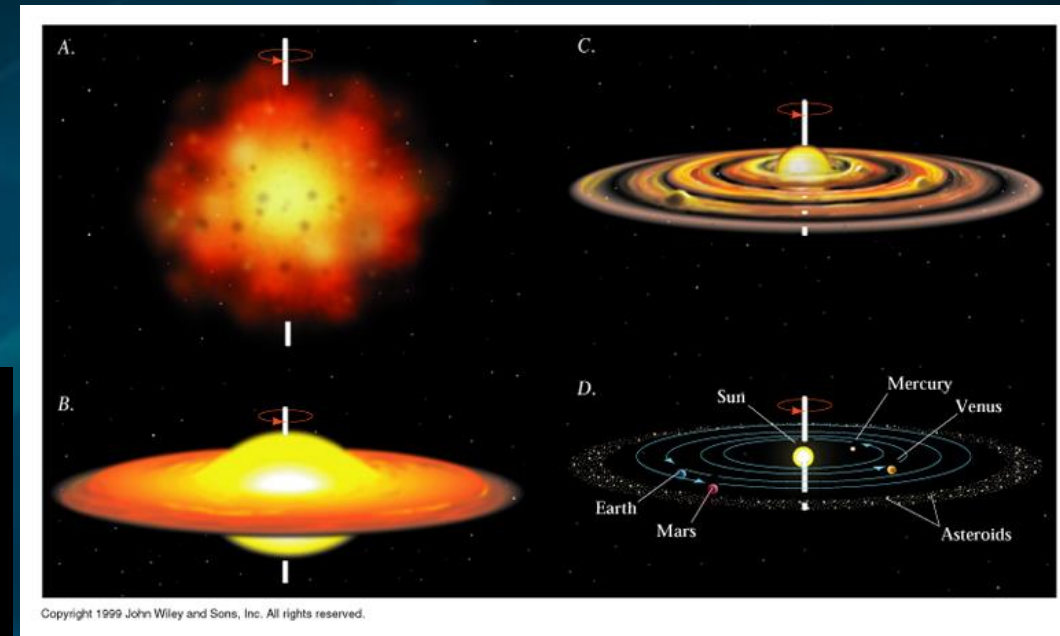 A.
B.
C.
D.
Sun
Mercury
Venus
Earth
Mars
Asteroids
Copyright 1999 John Wiley and Sons, Inc. All rights reserved.